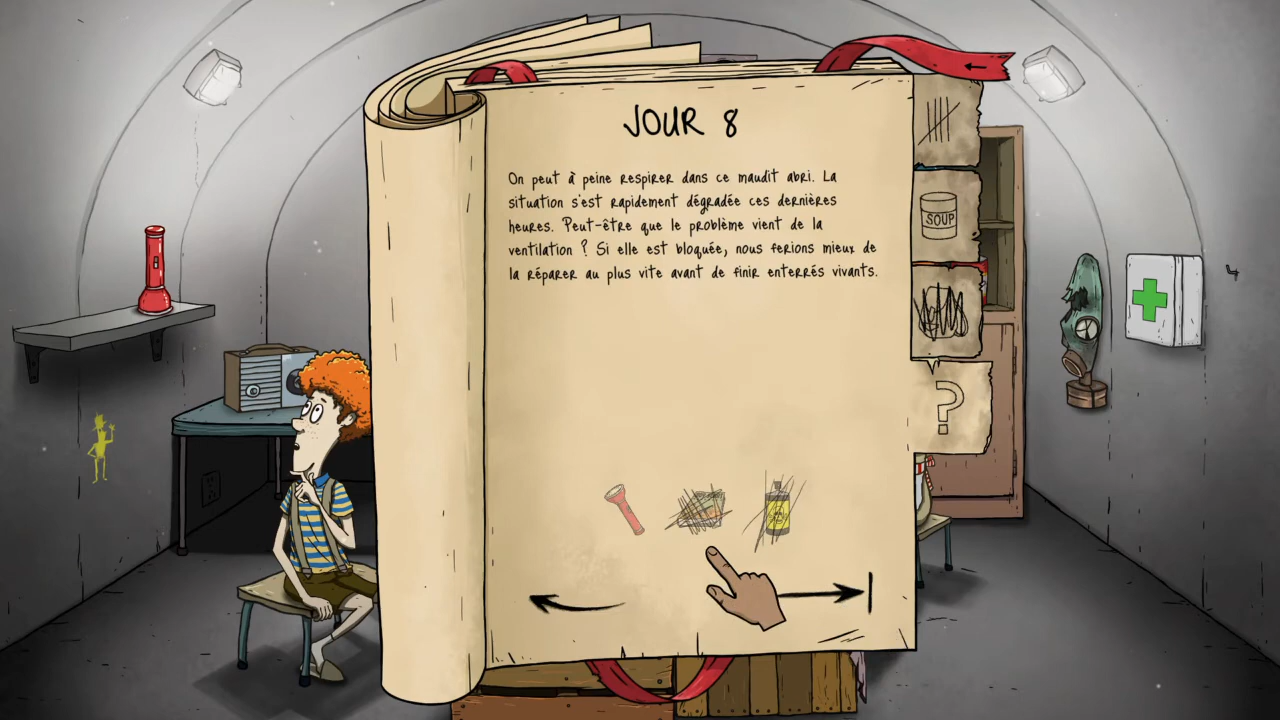 JOUR 8
On peut à peine respirer dans ce maudit abri. La
situation s'est rapidement dégradée ces dernières
heures. Peut-être que le problème vient de la
ventilation ? Si elle est bloquée, nous ferions mieux de
la réparer au plus vite avant de finir enterrés vivants.
SOUP
?